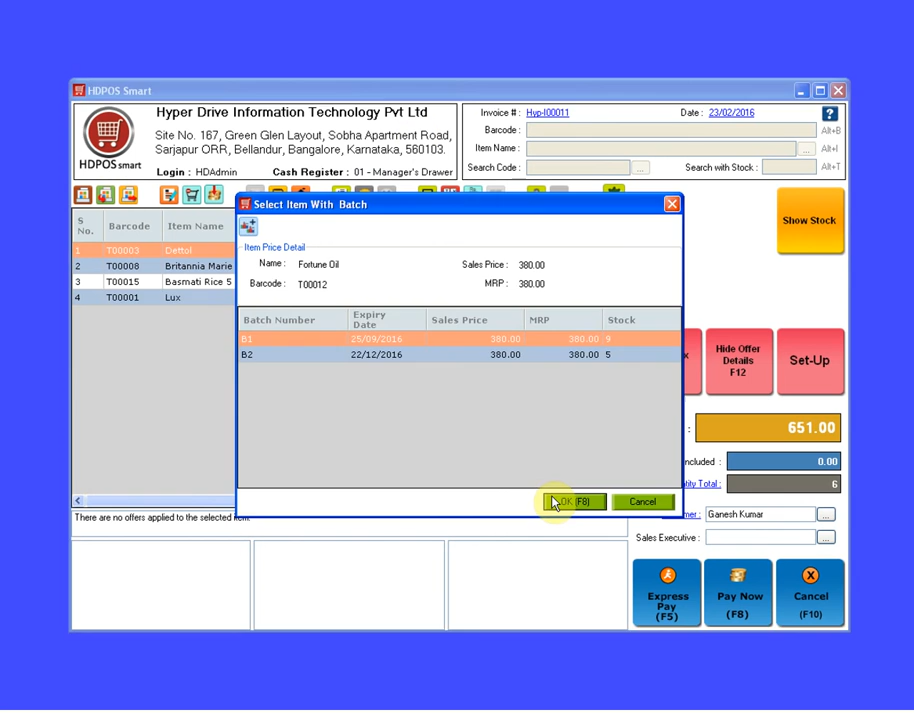 HDPOS Smart
Hyper Drive Information Technology Pvt Ltd
Site No. 167, Green Glen Layout, Sobha Apartment Road,
Sarjapur ORR, Bellandur, Bangalore, Karnataka, 560103.
HDPOS smart
Login : HDAdmin Cash Register : 01 - Manager's Drawer
Invoice # : Hyp-I00011 Date : 23/02/2016 ?
Barcode : Alt+B
Item Name : ... Alt+I
Search Code : ... Search with Stock : Alt+T
S No. Barcode Item Name
1 T00003 Dettol
2 T00008 Britannia Marie
3 T00015 Basmati Rice 5
4 T00001 Lux
There are no offers applied to the selected item
Select Item With Batch
Item Price Detail
Name : Fortune Oil Sales Price : 380.00
Barcode : T00012 MRP : 380.00
Batch Number Expiry Date Sales Price MRP Stock
B1 25/09/2016 380.00 380.00 9
B2 22/12/2016 380.00 380.00 5
OK (F8) Cancel
Show Stock
x
Hide Offer
Details
F12
Set-Up
: 651.00
ncluded : 0.00
tity Total : 6
mer : Ganesh Kumar ...
Sales Executive : ...
Express
Pay
(F5)
Pay Now
(F8)
X
Cancel
(F10)